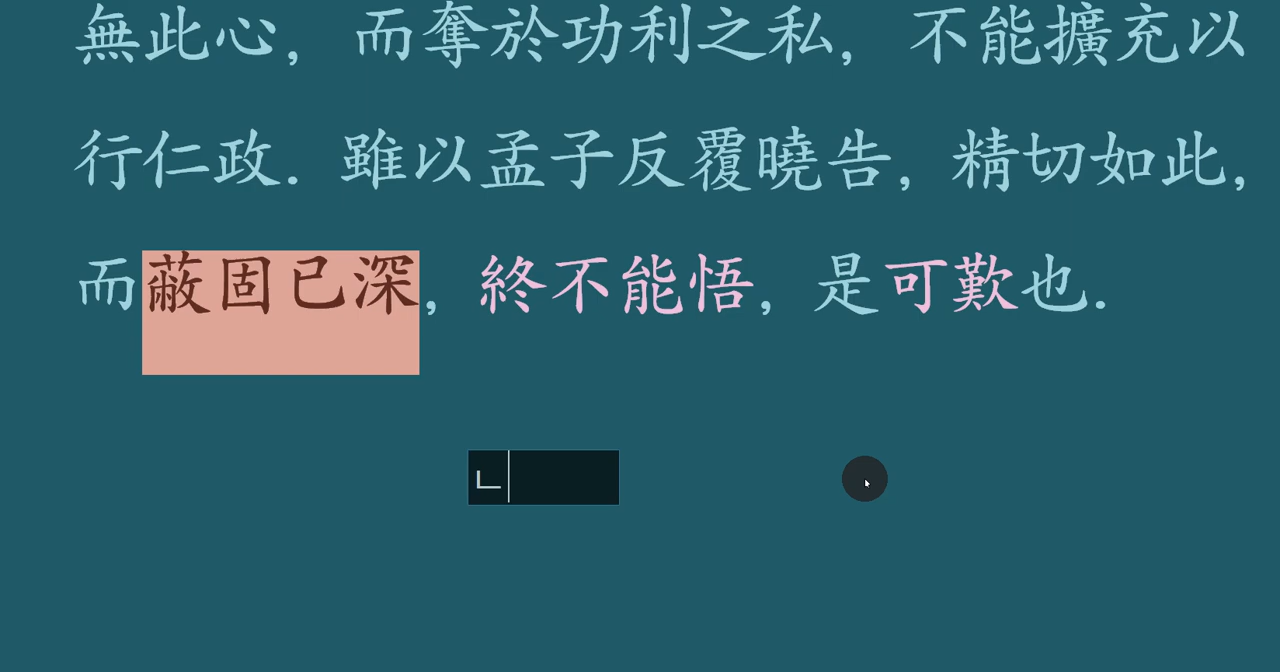 無此心, 而奪於功利之私, 不能擴充以
行仁政. 雖以孟子反覆曉告, 精切如此,
而蔽固已深, 終不能悟, 是可歎也.
ㄴ